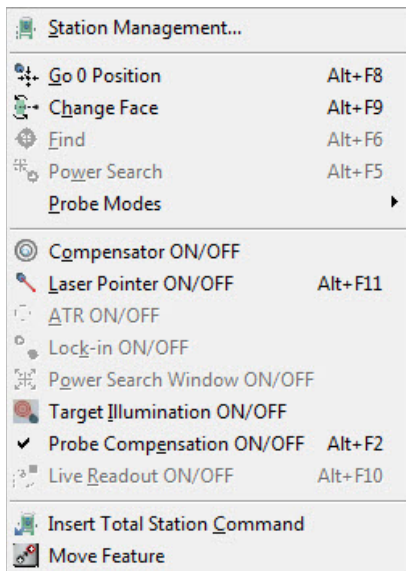 Station Management...
Go 0 Position Alt+F8
Change Face Alt+F9
Find Alt+F6
Power Search Alt+F5
Probe Modes
Compensator ON/OFF
Laser Pointer ON/OFF Alt+F11
ATR ON/OFF
Lock-in ON/OFF
Power Search Window ON/OFF
Target Illumination ON/OFF
Probe Compensation ON/OFF Alt+F2
Live Readout ON/OFF Alt+F10
Insert Total Station Command
Move Feature